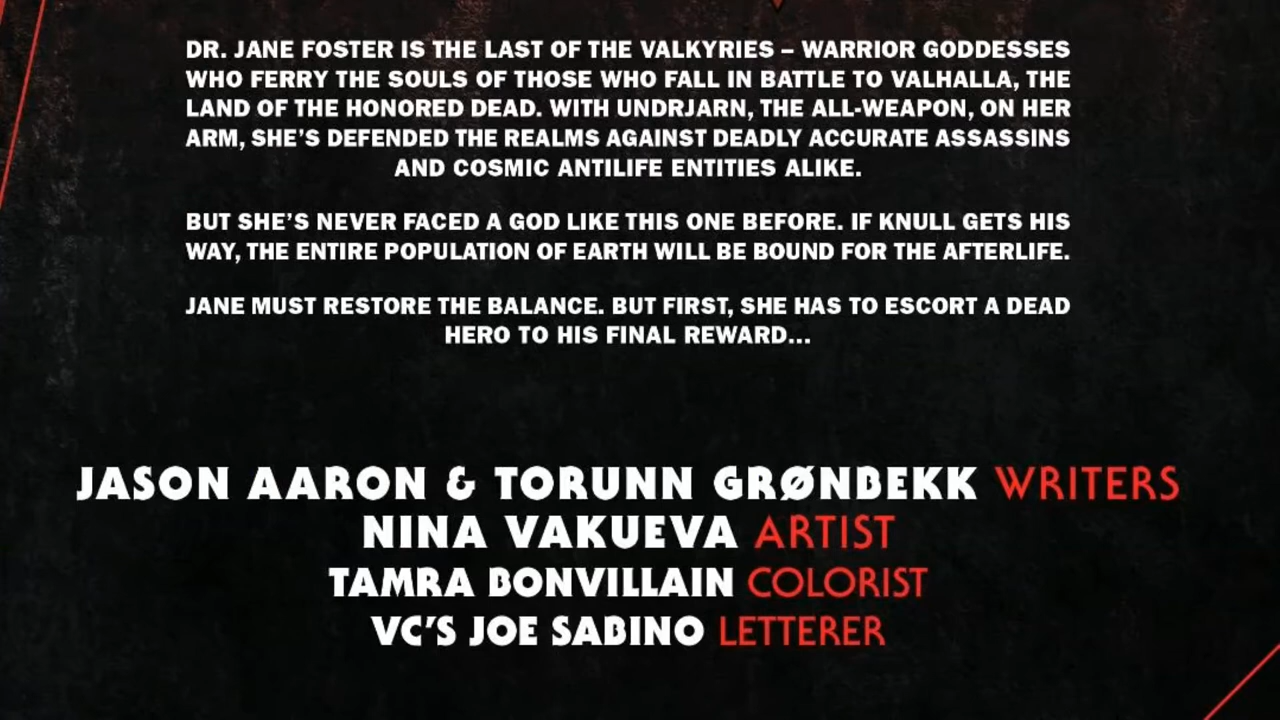 DR. JANE FOSTER IS THE LAST OF THE VALKYRIES – WARRIOR GODDESSES
WHO FERRY THE SOULS OF THOSE WHO FALL IN BATTLE TO VALHALLA, THE
LAND OF THE HONORED DEAD. WITH UNDRJARN, THE ALL-WEAPON, ON HER
ARM, SHE'S DEFENDED THE REALMS AGAINST DEADLY ACCURATE ASSASSINS
AND COSMIC ANTILIFE ENTITIES ALIKE.
BUT SHE'S NEVER FACED A GOD LIKE THIS ONE BEFORE. IF KNULL GETS HIS
WAY, THE ENTIRE POPULATION OF EARTH WILL BE BOUND FOR THE AFTERLIFE.
JANE MUST RESTORE THE BALANCE. BUT FIRST, SHE HAS TO ESCORT A DEAD
HERO TO HIS FINAL REWARD...
JASON AARON & TORUNN GRØNBEKK WRITERS
NINA VAKUEVA ARTIST
TAMRA BONVILLAIN COLORIST
VC'S JOE SABINO LETTERER